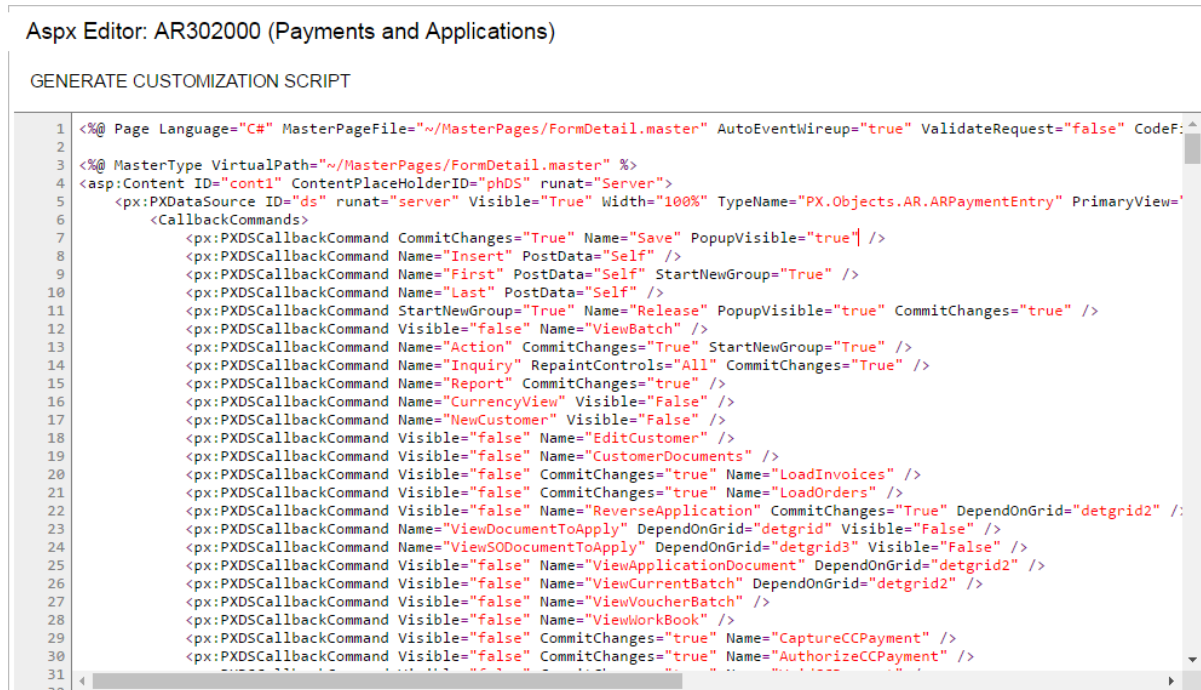 Aspx Editor: AR302000 (Payments and Applications)
GENERATE CUSTOMIZATION SCRIPT
1 <%@ Page Language="C#" MasterPageFile="~/MasterPages/FormDetail.master" AutoEventWireup="true" ValidateRequest="false" CodeFi
2
3 <%@ MasterType VirtualPath="~/MasterPages/FormDetail.master" %>
4 <asp:Content ID="cont1" ContentPlaceHolderID="phDS" runat="Server">
5 <px:PXDataSource ID="ds" runat="server" Visible="True" Width="100%" TypeName="PX.Objects.AR.ARPaymentEntry" PrimaryView="
6 <CallbackCommands>
7 <px:PXDSCallbackCommand CommitChanges="True" Name="Save" PopupVisible="true" />
8 <px:PXDSCallbackCommand Name="Insert" PostData="Self" />
9 <px:PXDSCallbackCommand Name="First" PostData="Self" StartNewGroup="True" />
10 <px:PXDSCallbackCommand Name="Last" PostData="Self" />
11 <px:PXDSCallbackCommand StartNewGroup="True" Name="Release" PopupVisible="true" CommitChanges="true" />
12 <px:PXDSCallbackCommand Visible="false" Name="ViewBatch" />
13 <px:PXDSCallbackCommand Name="Action" CommitChanges="True" StartNewGroup="True" />
14 <px:PXDSCallbackCommand Name="Inquiry" RepaintControls="All" CommitChanges="True" />
15 <px:PXDSCallbackCommand Name="Report" CommitChanges="true" />
16 <px:PXDSCallbackCommand Name="CurrencyView" Visible="False" />
17 <px:PXDSCallbackCommand Name="NewCustomer" Visible="False" />
18 <px:PXDSCallbackCommand Visible="false" Name="EditCustomer" />
19 <px:PXDSCallbackCommand Visible="false" Name="CustomerDocuments" />
20 <px:PXDSCallbackCommand Visible="false" CommitChanges="true" Name="LoadInvoices" />
21 <px:PXDSCallbackCommand Visible="false" CommitChanges="true" Name="LoadOrders" />
22 <px:PXDSCallbackCommand Visible="false" Name="ReverseApplication" CommitChanges="True" DependOnGrid="detgrid2" />
23 <px:PXDSCallbackCommand Name="ViewDocumentToApply" DependOnGrid="detgrid" Visible="False" />
24 <px:PXDSCallbackCommand Name="ViewSODocumentToApply" DependOnGrid="detgrid3" Visible="False" />
25 <px:PXDSCallbackCommand Visible="false" Name="ViewApplicationDocument" DependOnGrid="detgrid2" />
26 <px:PXDSCallbackCommand Visible="false" Name="ViewCurrentBatch" DependOnGrid="detgrid2" />
27 <px:PXDSCallbackCommand Visible="false" Name="ViewVoucherBatch" />
28 <px:PXDSCallbackCommand Visible="false" Name="ViewWorkBook" />
29 <px:PXDSCallbackCommand Visible="false" CommitChanges="true" Name="CaptureCCPayment" />
30 <px:PXDSCallbackCommand Visible="false" CommitChanges="true" Name="AuthorizeCCPayment" />
31